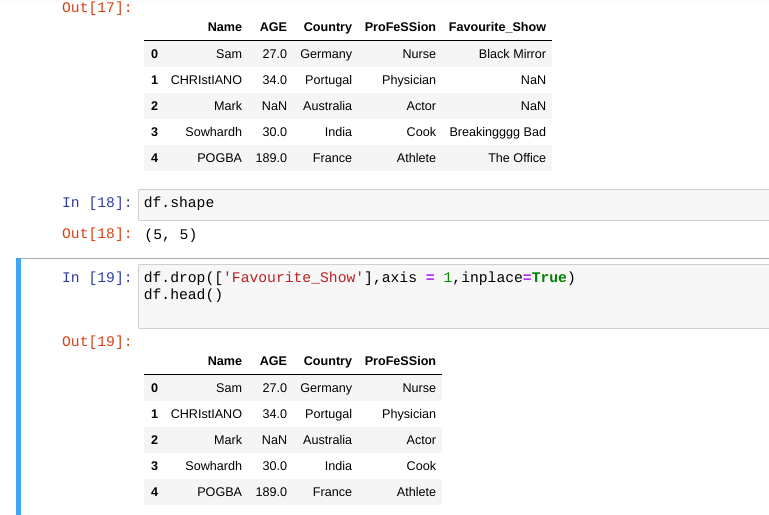 Out[17]:
Name AGE Country ProFeSSion Favourite_Show
0 Sam 27.0 Germany Nurse Black Mirror
1 CHRIstIANO 34.0 Portugal Physician NaN
2 Mark NaN Australia Actor NaN
3 Sowhardh 30.0 India Cook Breakingggg Bad
4 POGBA 189.0 France Athlete The Office
In [18]: df.shape
Out[18]: (5, 5)
In [19]: df.drop(['Favourite_Show'],axis = 1,inplace=True)
df.head()
Out[19]:
Name AGE Country ProFeSSion
0 Sam 27.0 Germany Nurse
1 CHRIstIANO 34.0 Portugal Physician
2 Mark NaN Australia Actor
3 Sowhardh 30.0 India Cook
4 POGBA 189.0 France Athlete